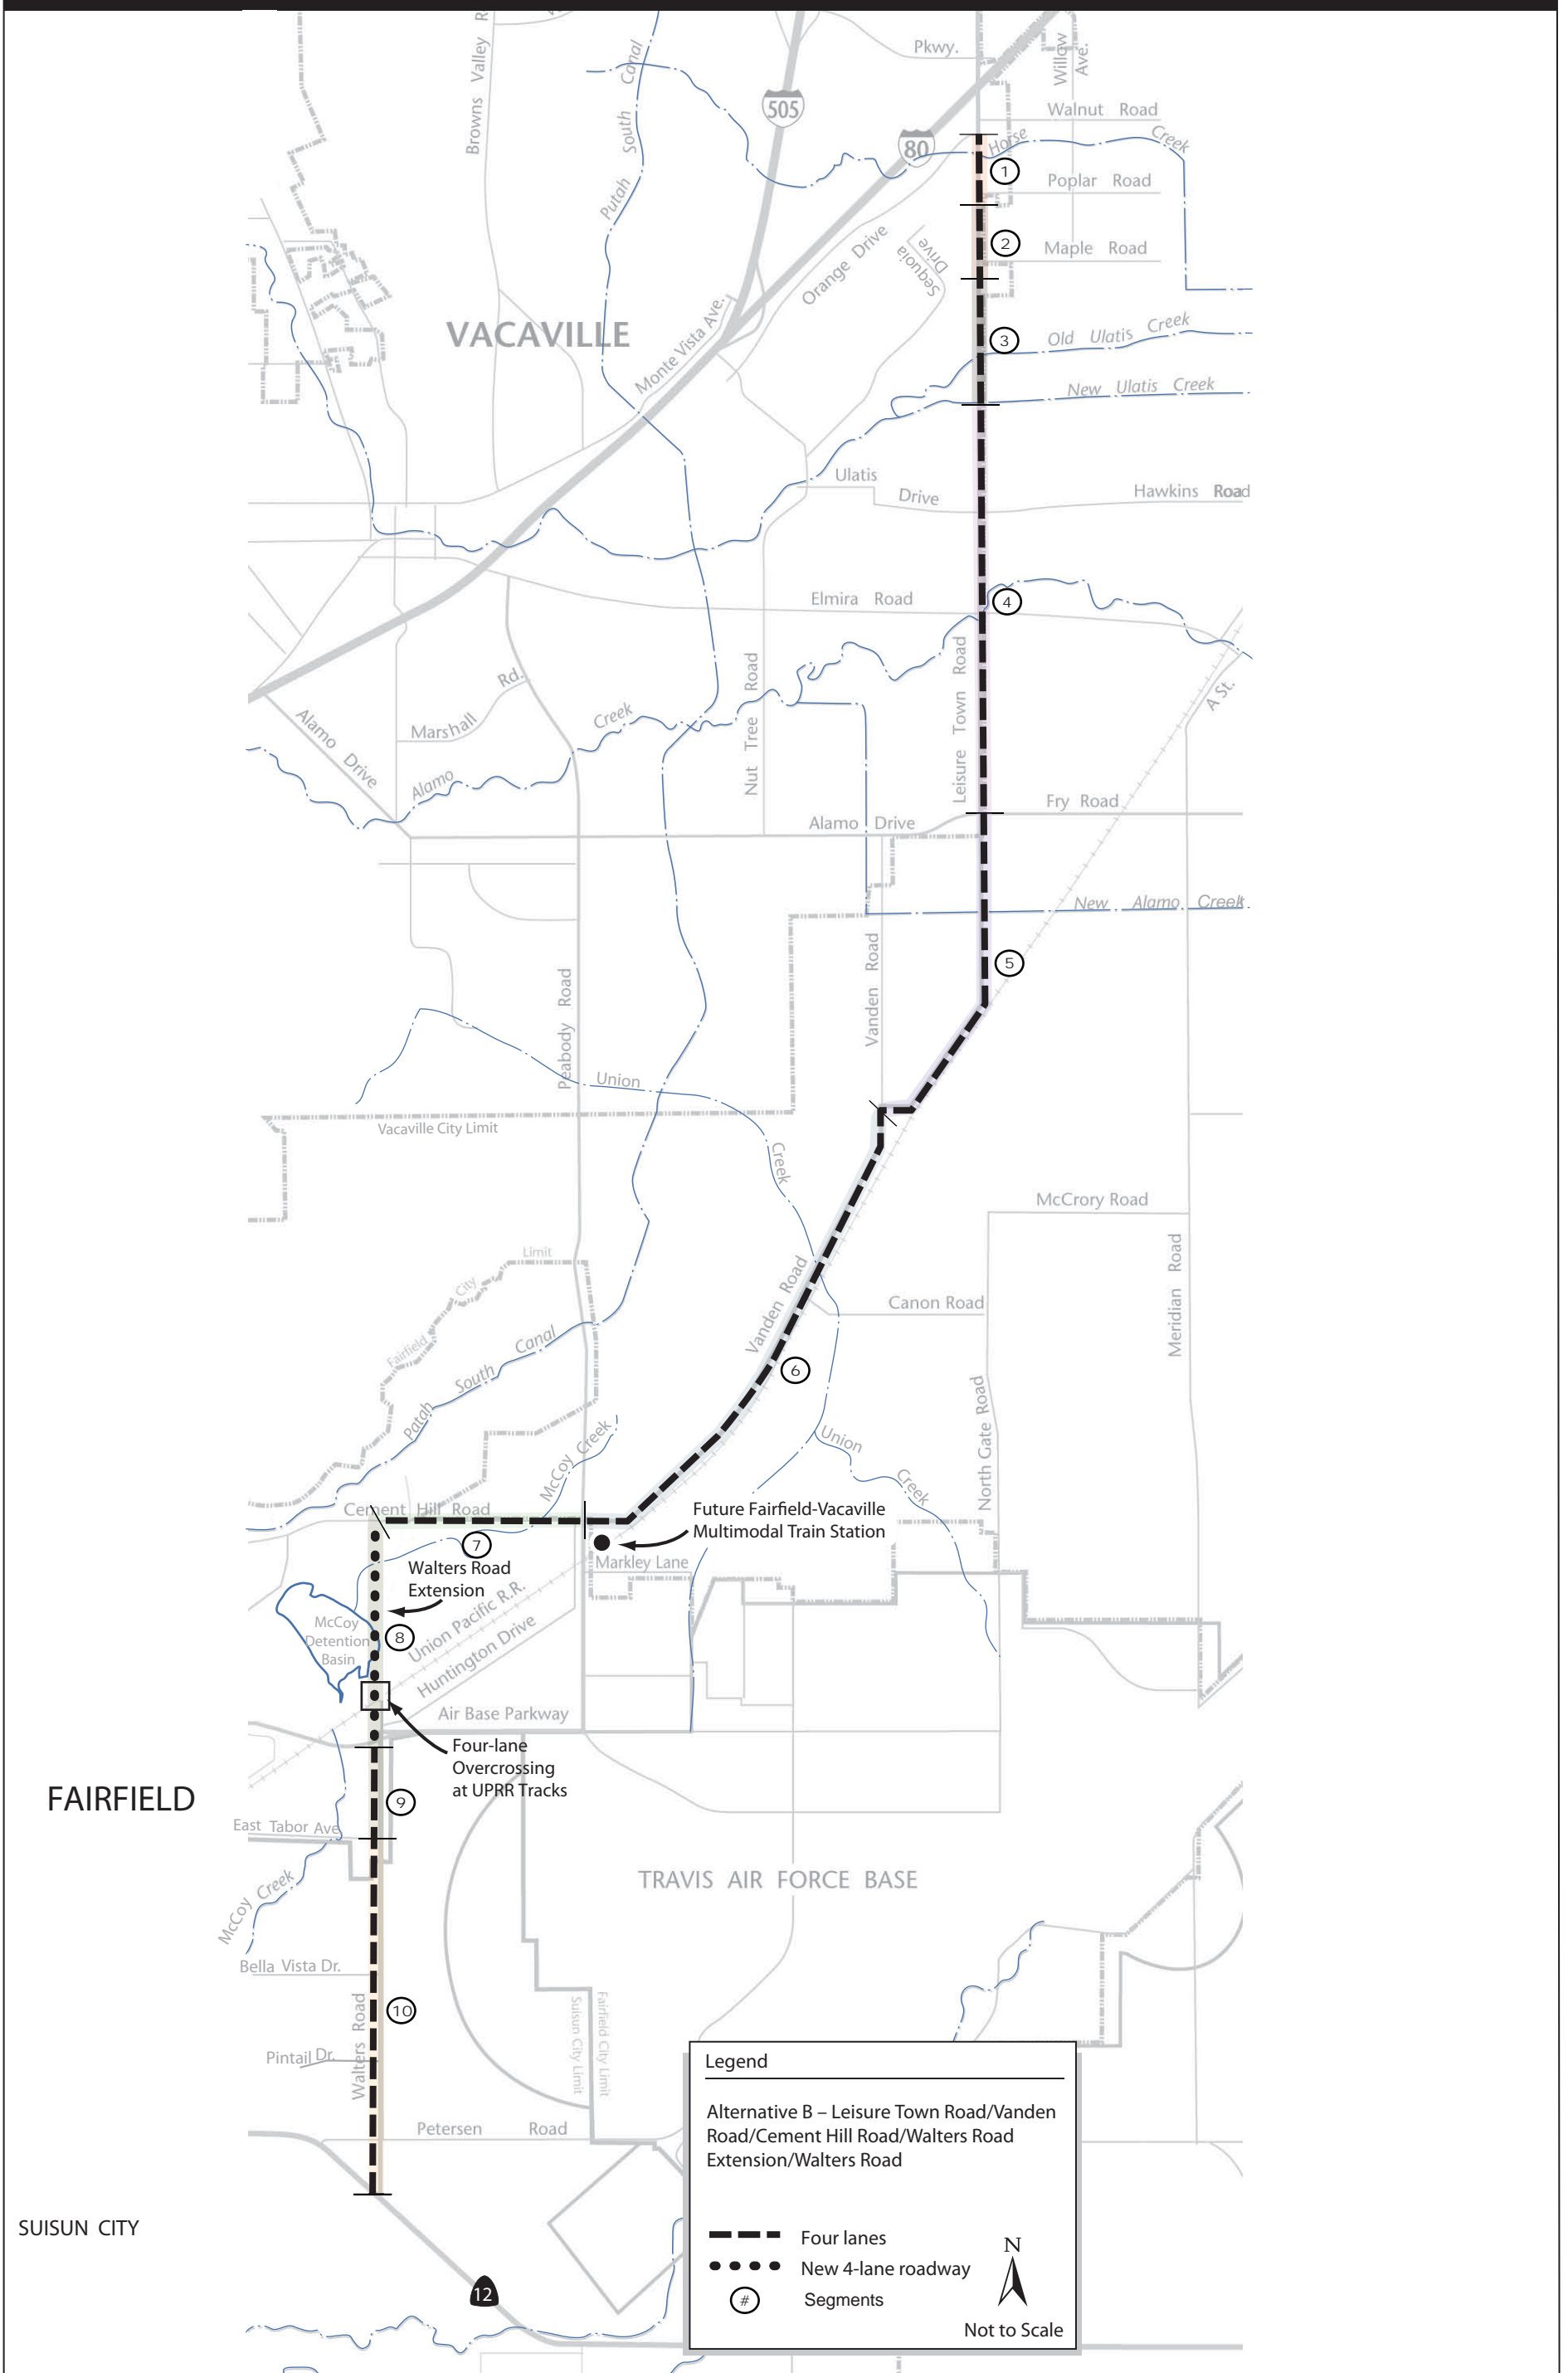 Browns Valley R
Putah South Canal
505
80
Pkwy.
Willow
Ave.
Walnut Road
Horse Creek
1
Poplar Road
2
Maple Road
Orange Drive
Sequoia
Drive
VACAVILLE
Monte Vista Ave.
3
Old Ulatis Creek
New Ulatis Creek
Ulatis Drive
Hawkins Road
Elmira Road
4
Leisure Town Road
Nut Tree Road
A St.
Alamo Drive
Marshall Rd.
Alamo Creek
Fry Road
Alamo Drive
New Alamo Creek
Vanden Road
5
Peabody Road
Union Creek
Vacaville City Limit
McCrory Road
Meridian Road
Fairfield City Limit
Vanden Road
Canon Road
Patah South Canal
6
North Gate Road
McCoy Creek
Union Creek
Cement Hill Road
Future Fairfield-Vacaville
Multimodal Train Station
7
Markley Lane
Walters Road
Extension
Union Pacific R.R.
McCoy
Detention
Basin
8
Huntington Drive
Air Base Parkway
Four-lane
Overcrossing
at UPRR Tracks
FAIRFIELD
9
East Tabor Ave
McCoy Creek
TRAVIS AIR FORCE BASE
Bella Vista Dr.
10
Walters Road
Pintail Dr.
Suisun City Limit
Fairfield City Limit
Petersen Road
SUISUN CITY
12
Legend
Alternative B – Leisure Town Road/Vanden
Road/Cement Hill Road/Walters Road
Extension/Walters Road
Four lanes
New 4-lane roadway
# Segments
N
Not to Scale